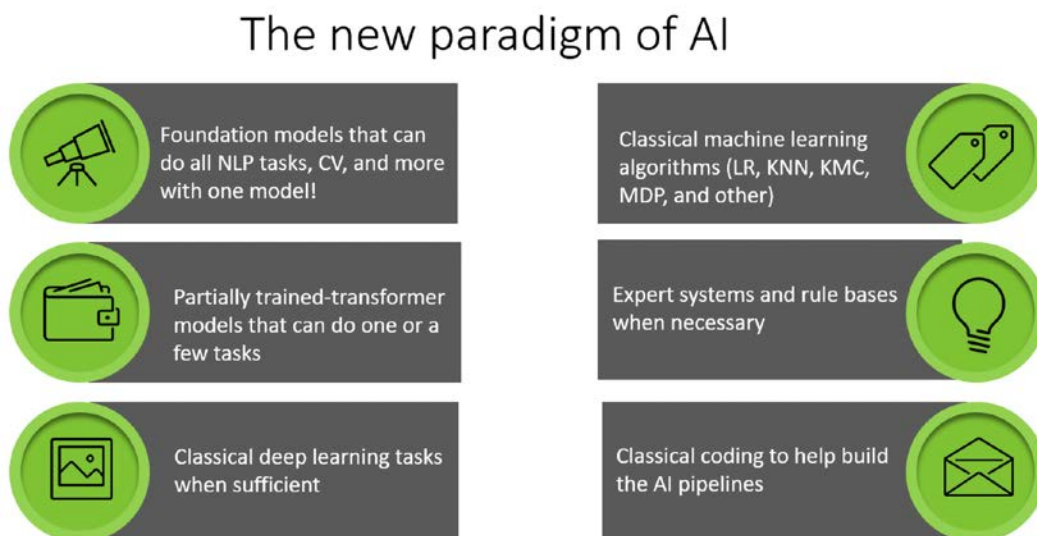 The new paradigm of AI
Foundation models that can
do all NLP tasks, CV, and more
with one model!
Partially trained-transformer
models that can do one or a
few tasks
Classical deep learning tasks
when sufficient
Classical machine learning
algorithms (LR, KNN, KMC,
MDP, and other)
Expert systems and rule bases
when necessary
Classical coding to help build
the AI pipelines